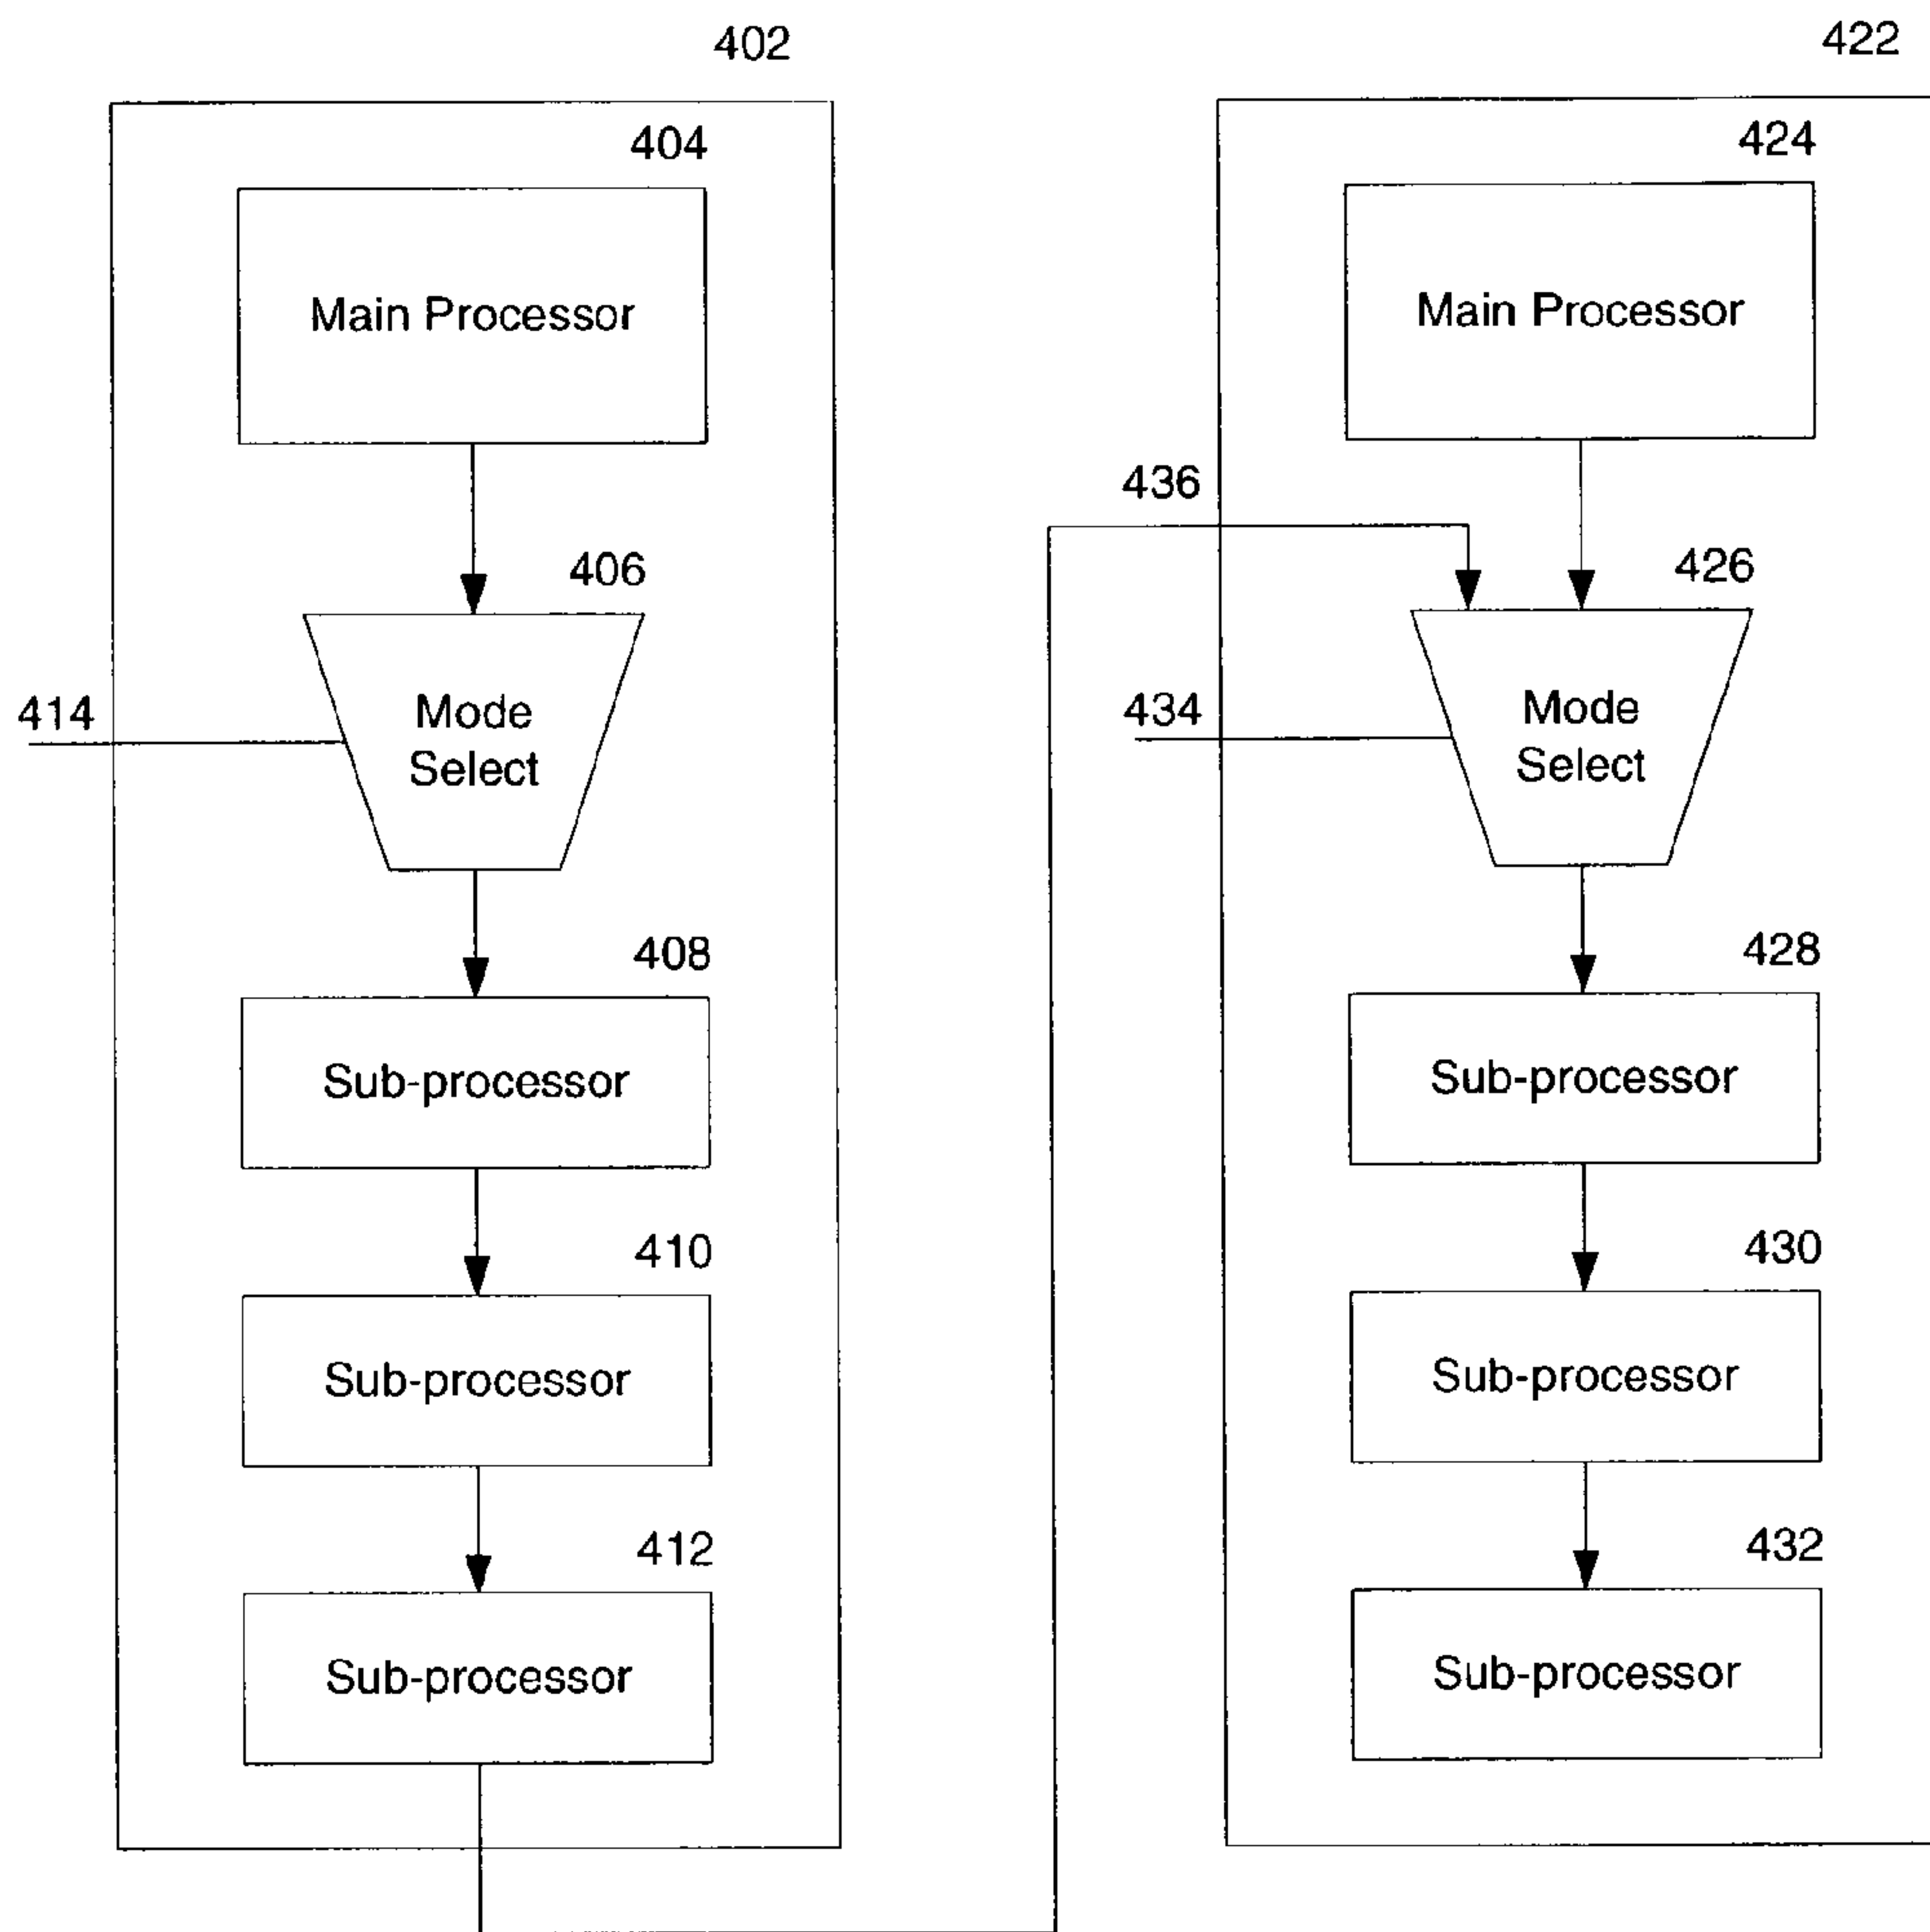 402
404
Main Processor
406
414
Mode
Select
408
Sub-processor
410
Sub-processor
412
Sub-processor
422
424
Main Processor
436
426
434
Mode
Select
428
Sub-processor
430
Sub-processor
432
Sub-processor